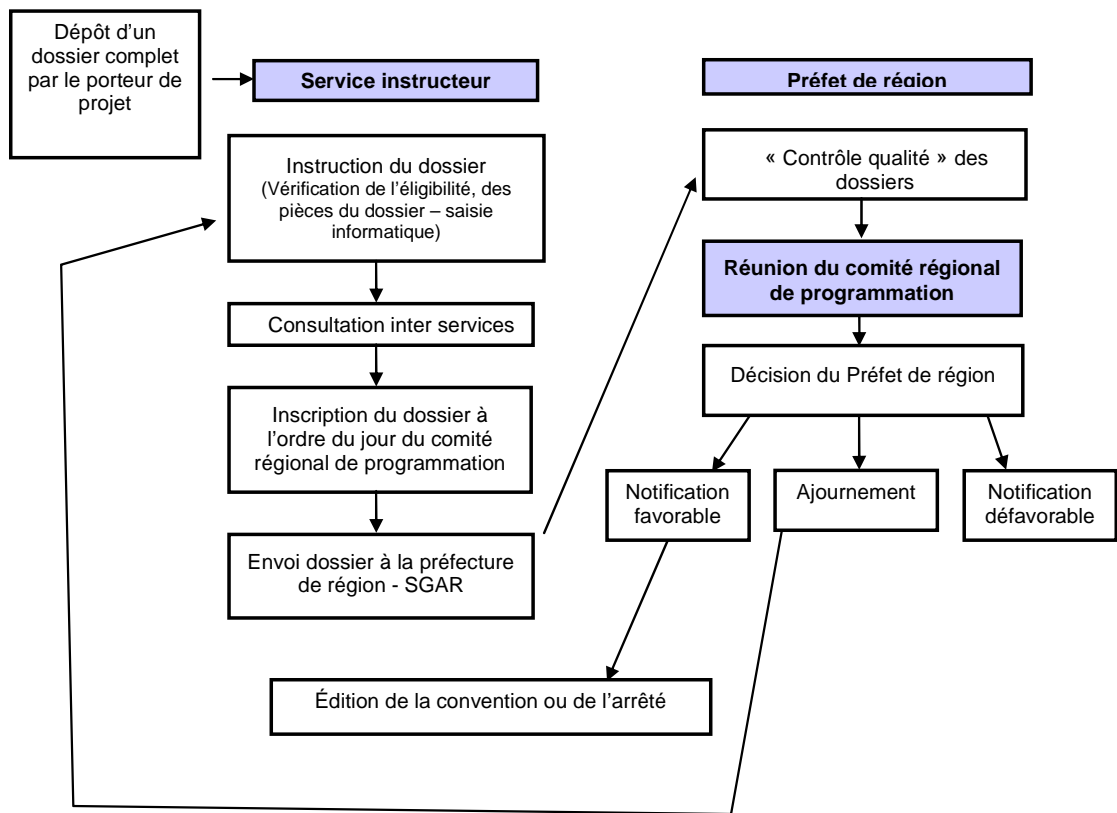 Dépôt d’un
dossier complet
par le porteur de
projet
Service instructeur
Préfet de région
Instruction du dossier
(Vérification de l’éligibilité, des
pièces du dossier – saisie
informatique)
Consultation inter services
Inscription du dossier à
l’ordre du jour du comité
régional de programmation
Envoi dossier à la préfecture
de région - SGAR
« Contrôle qualité » des
dossiers
Réunion du comité régional
de programmation
Décision du Préfet de région
Notification
favorable
Ajournement
Notification
défavorable
Édition de la convention ou de l’arrêté